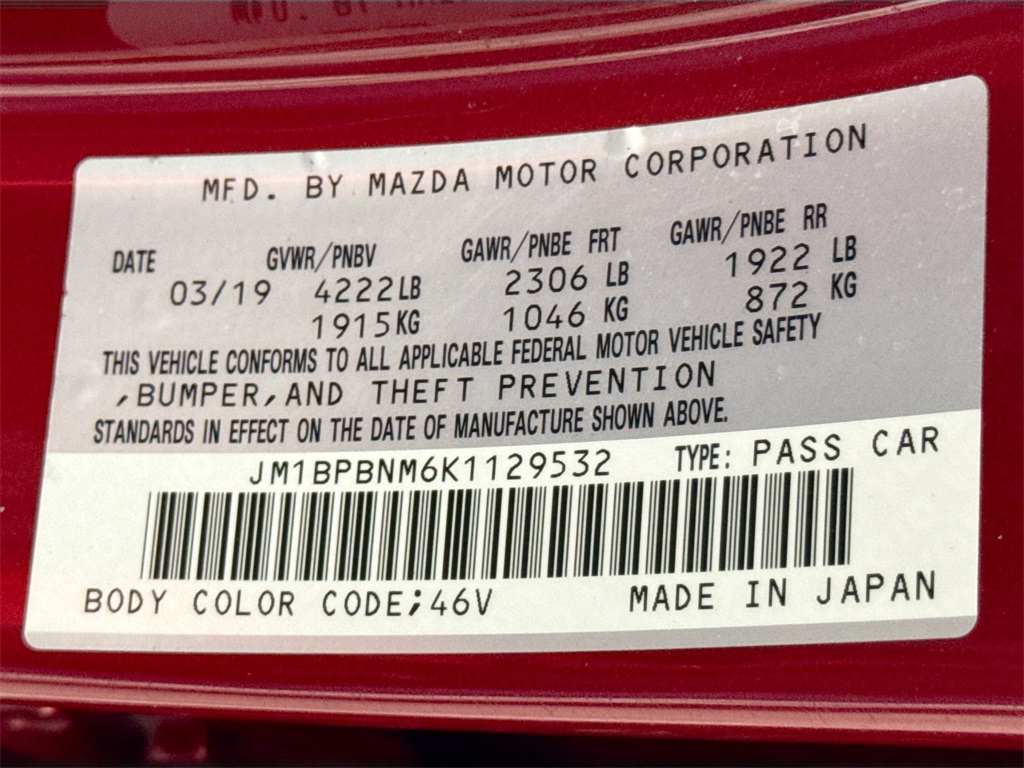 MFD. BY MAZDA MOTOR CORPORATION
DATE GVWR/PNBV GAWR/PNBE FRT GAWR/PNBE RR
03/19 4222LB 2306 LB 1922 LB
1915KG 1046 KG 872 KG
THIS VEHICLE CONFORMS TO ALL APPLICABLE FEDERAL MOTOR VEHICLE SAFETY
,BUMPER,AND THEFT PREVENTION
STANDARDS IN EFFECT ON THE DATE OF MANUFACTURE SHOWN ABOVE.
JM1BPBNM6K1129532 TYPE: PASS CAR
BODY COLOR CODE;46V MADE IN JAPAN